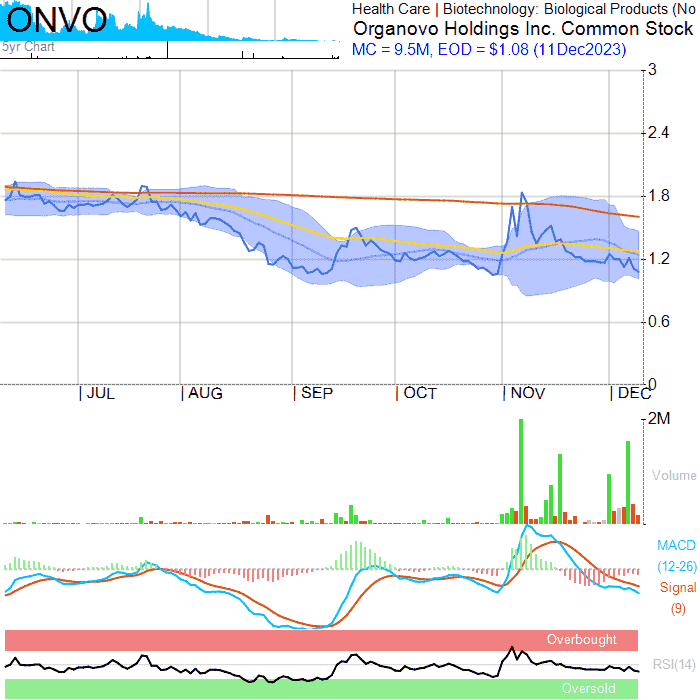 ONVO
5yr Chart
Health Care | Biotechnology: Biological Products (No
Organovo Holdings Inc. Common Stock
MC = 9.5M, EOD = $1.08 (11Dec2023)
3
2.4
1.8
1.2
0.6
0
| JUL | AUG | SEP | OCT | NOV | DEC
2M
Volume
MACD
(12-26)
Signal
(9)
Overbought
RSI(14)
Oversold